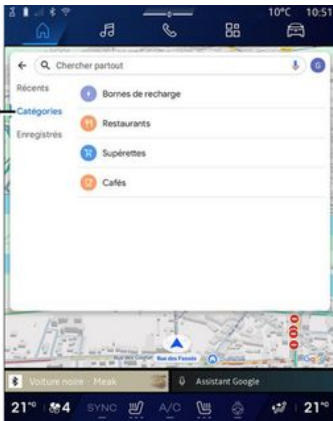 10°C 10:51
Chercher partout
G
Récents
Catégories
Enregistrés
Bornes de recharge
Restaurants
Supérettes
Cafés
Rue des Fossés
Voiture noire · Meak
Assistant Google
21° 4 SYNC A/C 21°